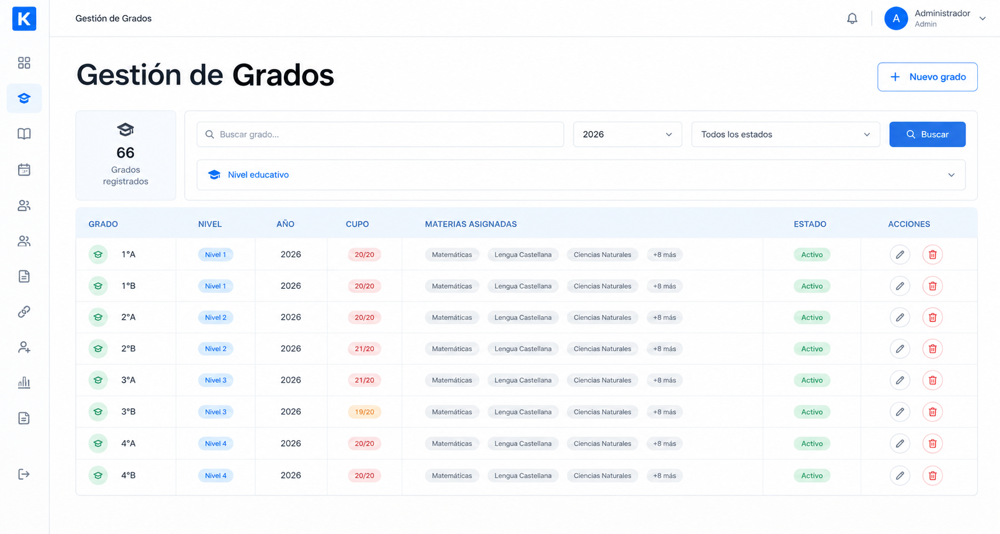 K
Gestión de Grados
A
Administrador
Admin
Gestión de Grados
+ Nuevo grado
66
Grados
registrados
Buscar grado...
2026
Todos los estados
Buscar
Nivel educativo
GRADO NIVEL AÑO CUPO MATERIAS ASIGNADAS ESTADO ACCIONES
1°A Nivel 1 2026 20/20 Matemáticas Lengua Castellana Ciencias Naturales +8 más Activo
1°B Nivel 1 2026 20/20 Matemáticas Lengua Castellana Ciencias Naturales +8 más Activo
2°A Nivel 2 2026 20/20 Matemáticas Lengua Castellana Ciencias Naturales +8 más Activo
2°B Nivel 2 2026 21/20 Matemáticas Lengua Castellana Ciencias Naturales +8 más Activo
3°A Nivel 3 2026 21/20 Matemáticas Lengua Castellana Ciencias Naturales +8 más Activo
3°B Nivel 3 2026 19/20 Matemáticas Lengua Castellana Ciencias Naturales +8 más Activo
4°A Nivel 4 2026 20/20 Matemáticas Lengua Castellana Ciencias Naturales +8 más Activo
4°B Nivel 4 2026 20/20 Matemáticas Lengua Castellana Ciencias Naturales +8 más Activo